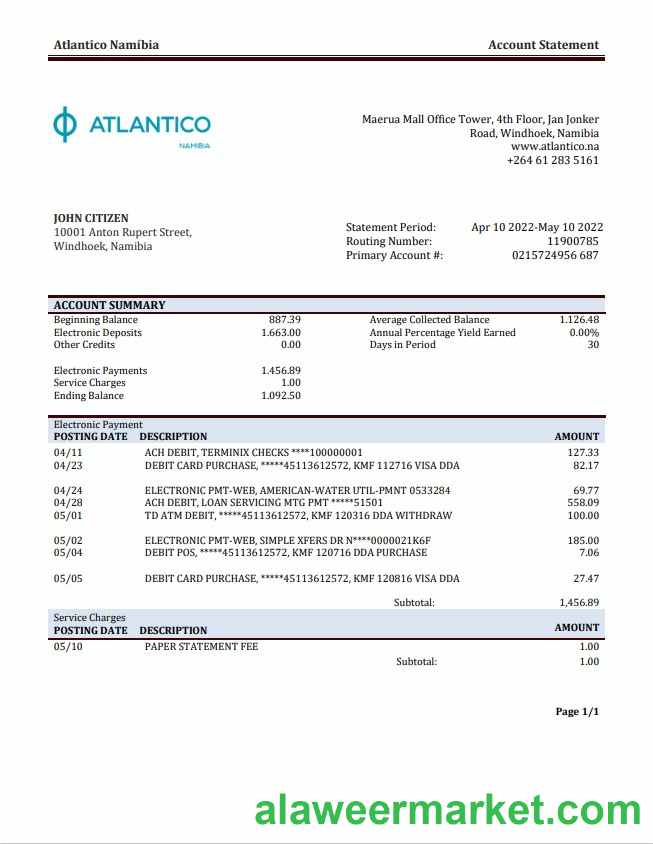 Atlantico Namibia Account Statement
ATLANTICO
NAMIBIA
Maerua Mall Office Tower, 4th Floor, Jan Jonker
Road, Windhoek, Namibia
www.atlantico.na
+264 61 283 5161
JOHN CITIZEN
10001 Anton Rupert Street,
Windhoek, Namibia
Statement Period: Apr 10 2022-May 10 2022
Routing Number: 11900785
Primary Account #: 0215724956 687
ACCOUNT SUMMARY
Beginning Balance 887.39 Average Collected Balance 1.126.48
Electronic Deposits 1.663.00 Annual Percentage Yield Earned 0.00%
Other Credits 0.00 Days in Period 30
Electronic Payments 1.456.89
Service Charges 1.00
Ending Balance 1.092.50
Electronic Payment
POSTING DATE DESCRIPTION AMOUNT
04/11 ACH DEBIT, TERMINIX CHECKS ****100000001 127.33
04/23 DEBIT CARD PURCHASE, *****45113612572, KMF 112716 VISA DDA 82.17
04/24 ELECTRONIC PMT-WEB, AMERICAN-WATER UTIL-PMNT 0533284 69.77
04/28 ACH DEBIT, LOAN SERVICING MTG PMT *****51501 558.09
05/01 TD ATM DEBIT, *****45113612572, KMF 120316 DDA WITHDRAW 100.00
05/02 ELECTRONIC PMT-WEB, SIMPLE XFERS DR N****0000021K6F 185.00
05/04 DEBIT POS, *****45113612572, KMF 120716 DDA PURCHASE 7.06
05/05 DEBIT CARD PURCHASE, *****45113612572, KMF 120816 VISA DDA 27.47
Subtotal: 1,456.89
Service Charges
POSTING DATE DESCRIPTION AMOUNT
05/10 PAPER STATEMENT FEE 1.00
Subtotal: 1.00
Page 1/1
alaweermarket.com